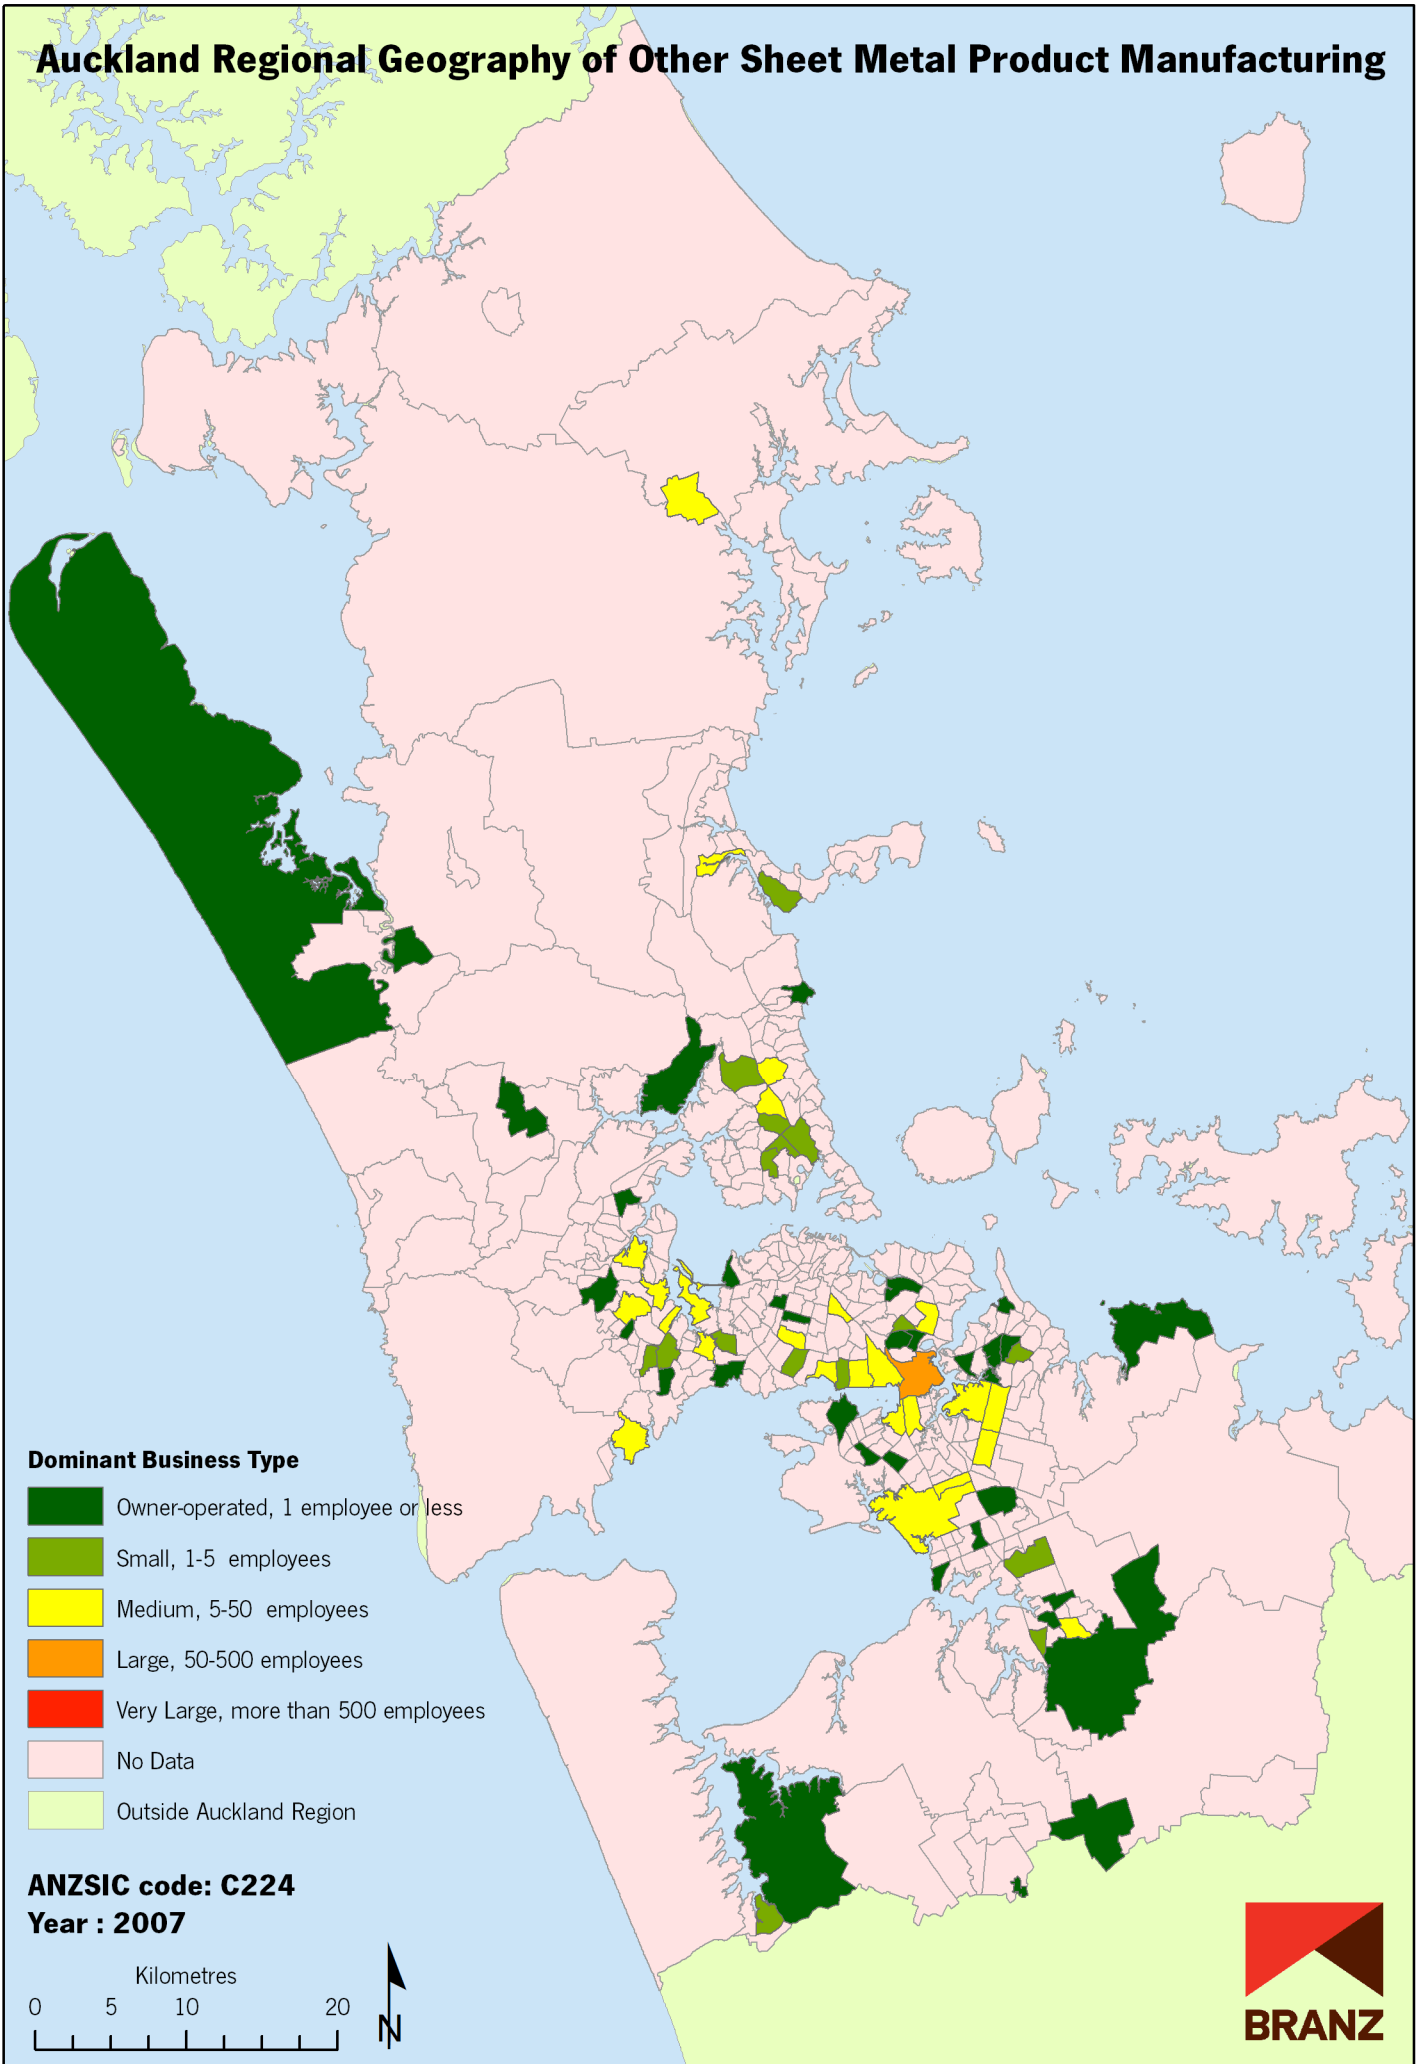 Auckland Regional Geography of Other Sheet Metal Product Manufacturing
Dominant Business Type
Owner-operated, 1 employee or less
Small, 1-5 employees
Medium, 5-50 employees
Large, 50-500 employees
Very Large, more than 500 employees
No Data
Outside Auckland Region
ANZSIC code: C224
Year : 2007
Kilometres
0 5 10 20
N
BRANZ